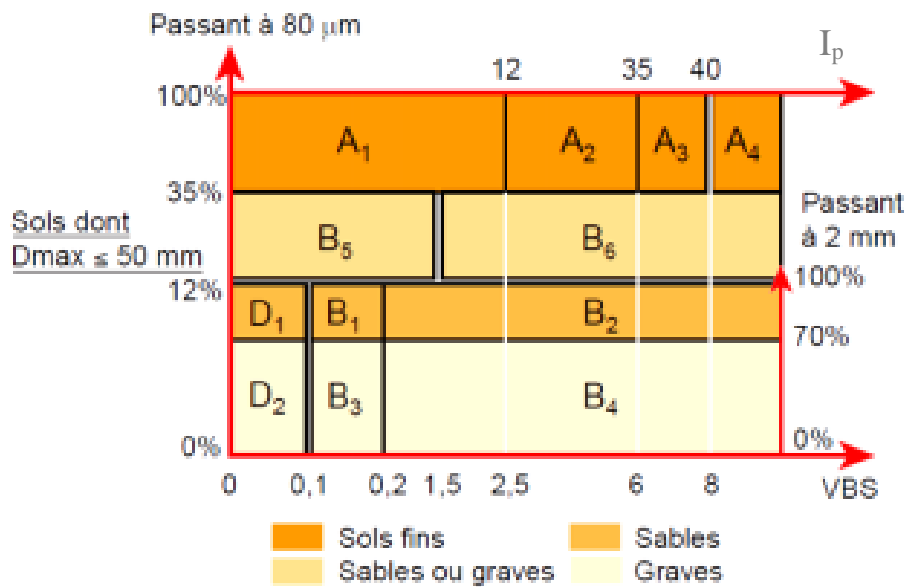 Passant à 80 µm
I_p
12 35 40
100%
A₁ A₂ A₃ A₄
35%
Sols dont
Dmax ≤ 50 mm
B₅ B₆
Passant
à 2 mm
100%
12%
D₁ B₁ B₂
70%
D₂ B₃ B₄
0% 0%
0 0,1 0,2 1,5 2,5 6 8 VBS
Sols fins Sables
Sables ou graves Graves